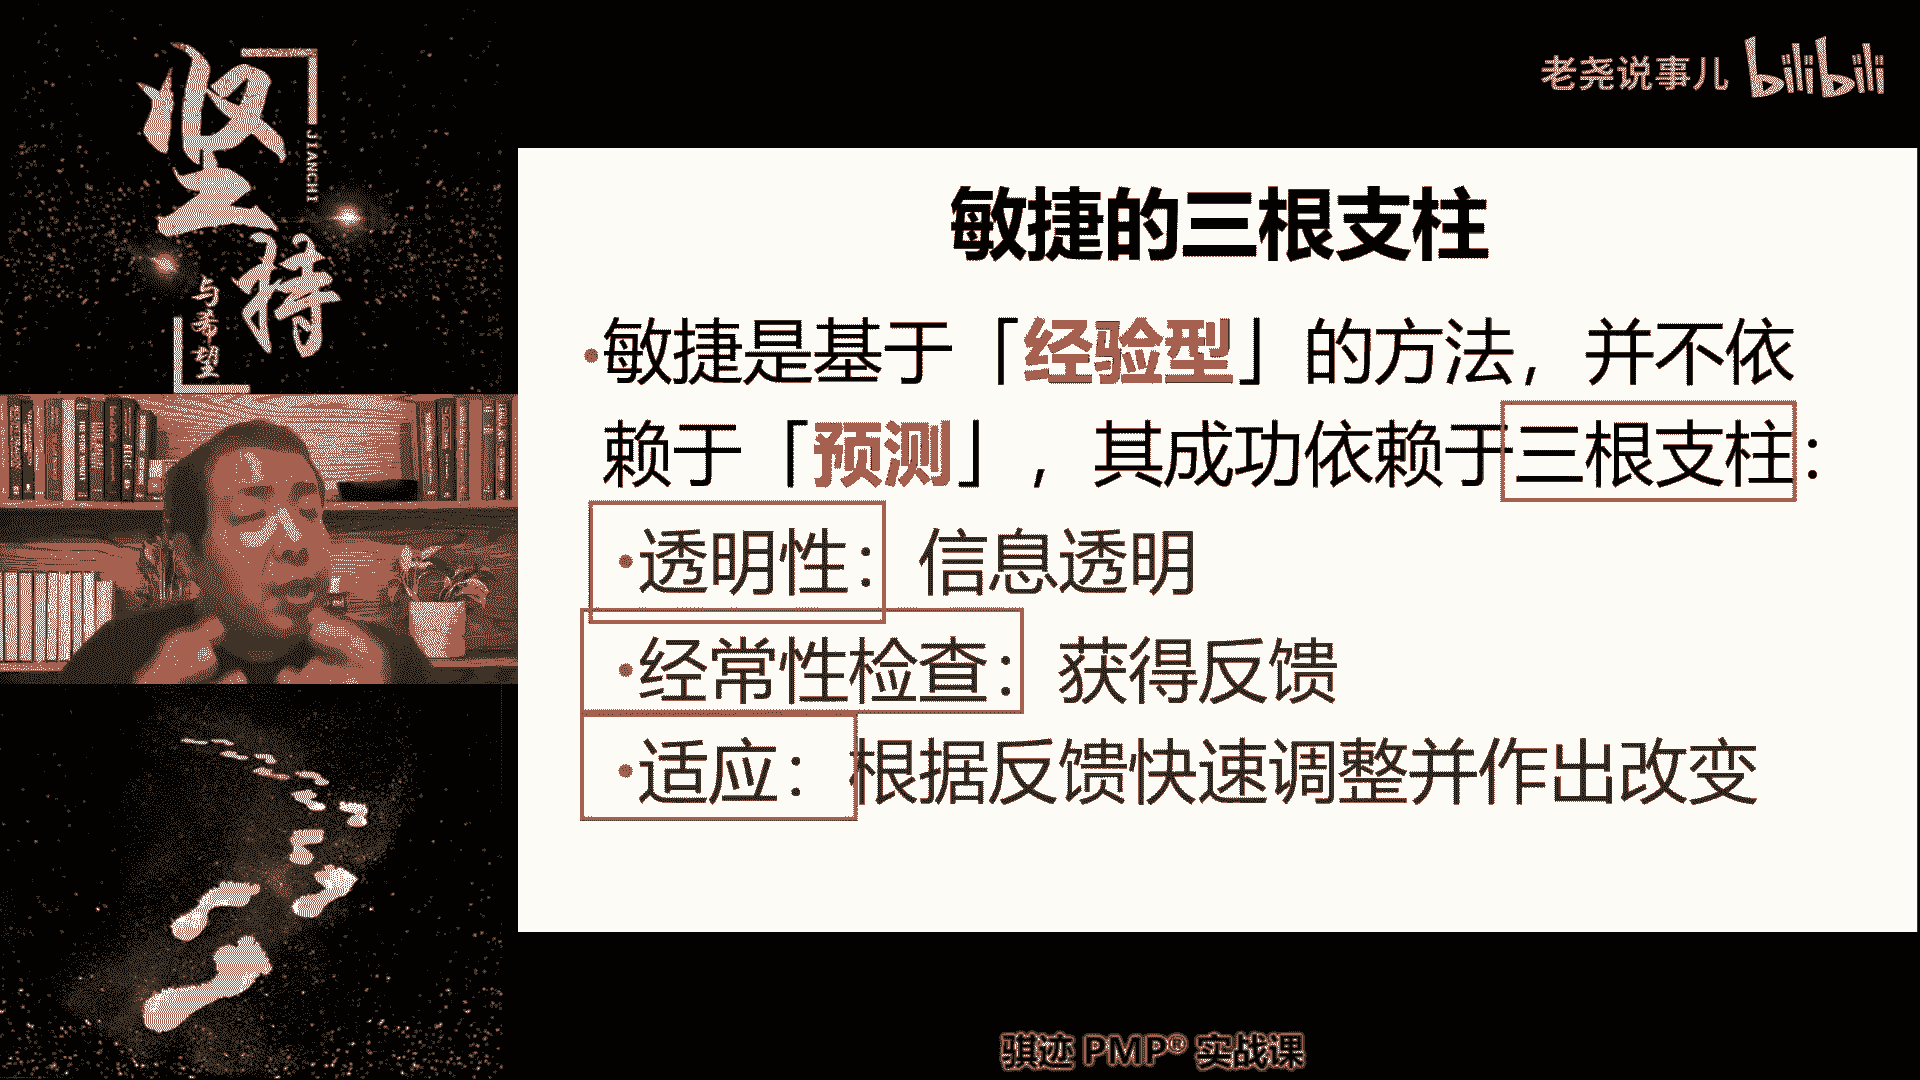 坚持
JIANCHI
与希望
老尧说事儿 bilibili
敏捷的三根支柱
•敏捷是基于「经验型」的方法，并不依
赖于「预测」，其成功依赖于三根支柱：
•透明性：信息透明
•经常性检查：获得反馈
•适应：根据反馈快速调整并作出改变
骐迹 PMP® 实战课